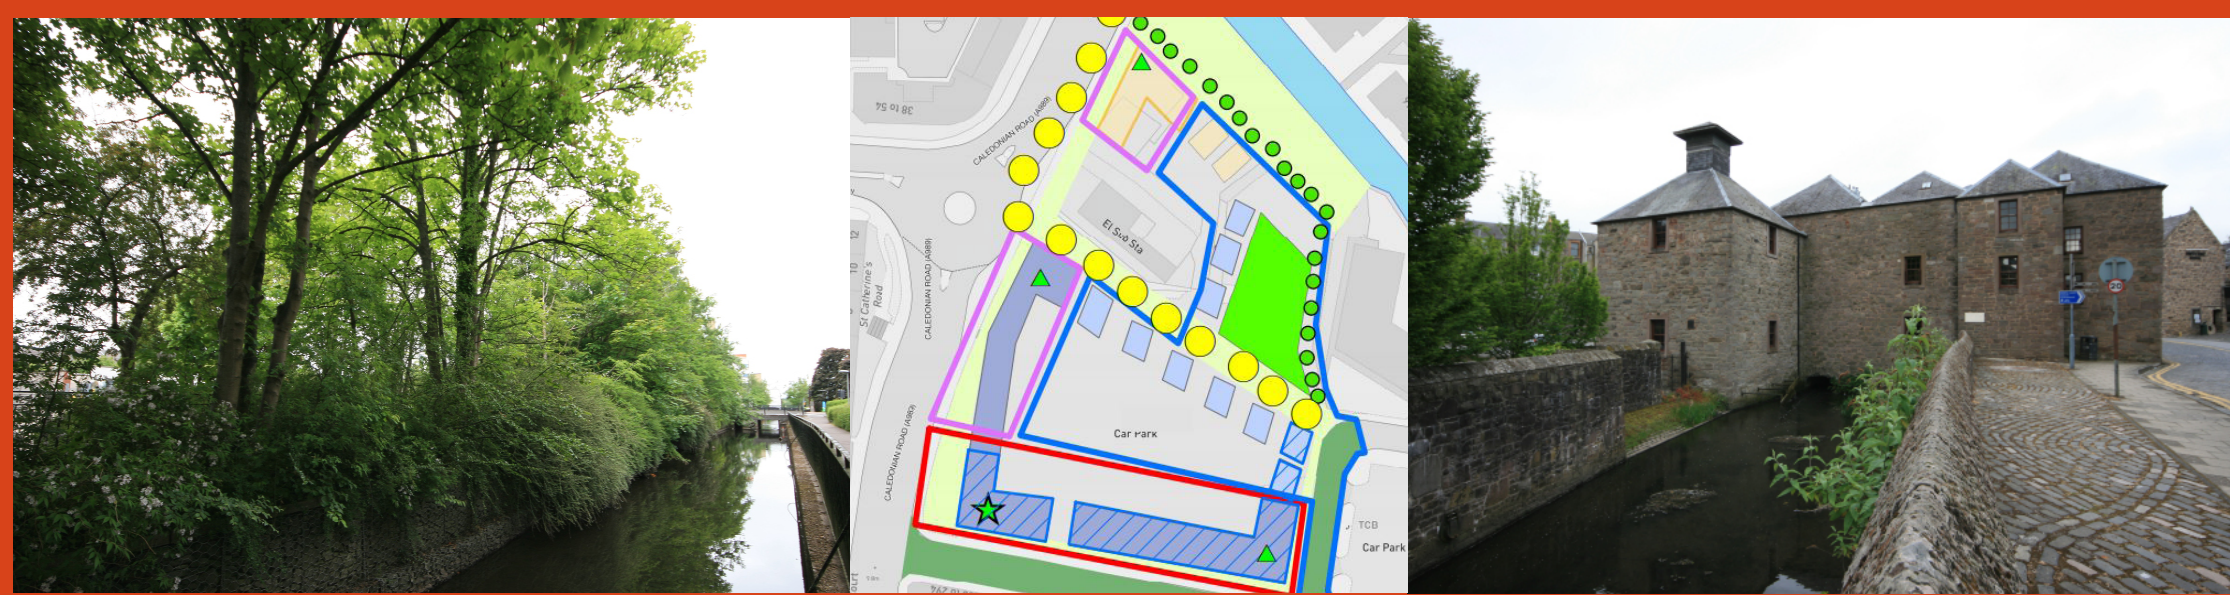 38 to 54
CALEDONIAN ROAD (A989)
El Sub Sta
CALEDONIAN ROAD (A989)
St Catherine's
Road
Car Park
CALEDONIAN ROAD (A989)
TCB
Car Park
20